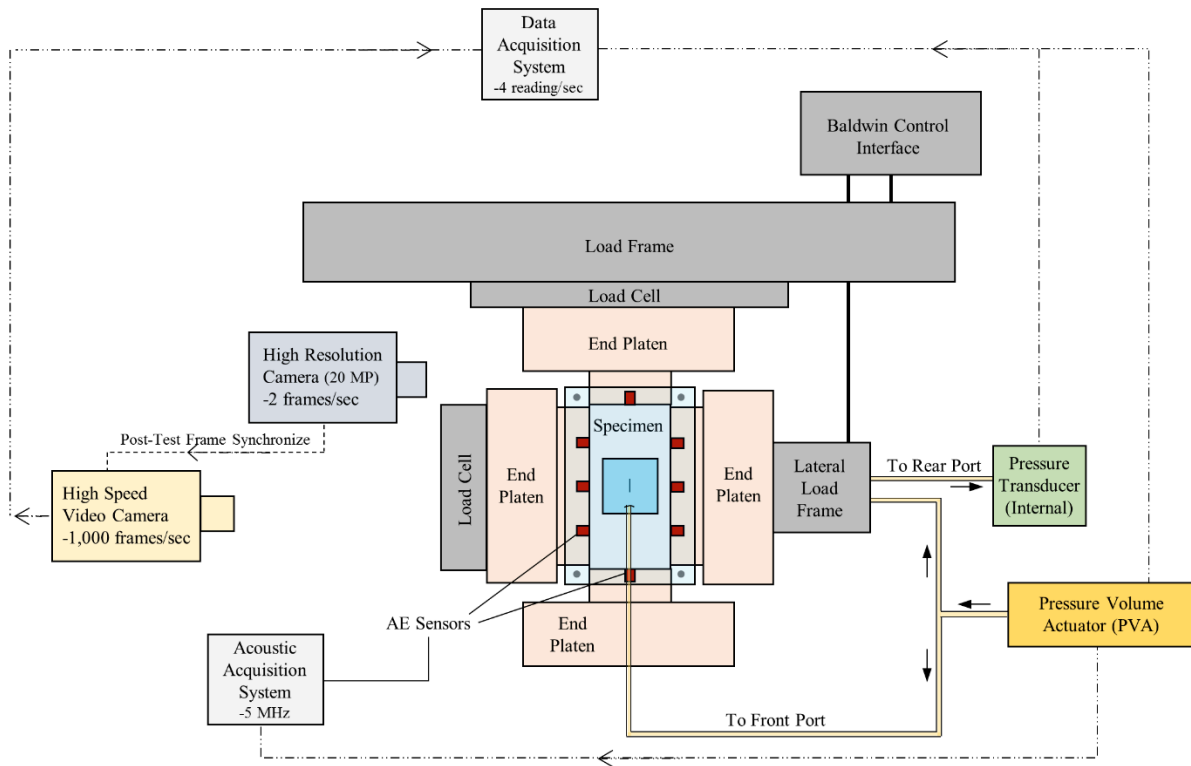 Data
Acquisition
System
-4 reading/sec
Baldwin Control
Interface
Load Frame
Load Cell
End Platen
High Resolution
Camera (20 MP)
-2 frames/sec
Post-Test Frame Synchronize
High Speed
Video Camera
-1,000 frames/sec
Load Cell
End
Platen
Specimen
End
Platen
Lateral
Load
Frame
To Rear Port
Pressure
Transducer
(Internal)
AE Sensors
End
Platen
Pressure Volume
Actuator (PVA)
Acoustic
Acquisition
System
-5 MHz
To Front Port